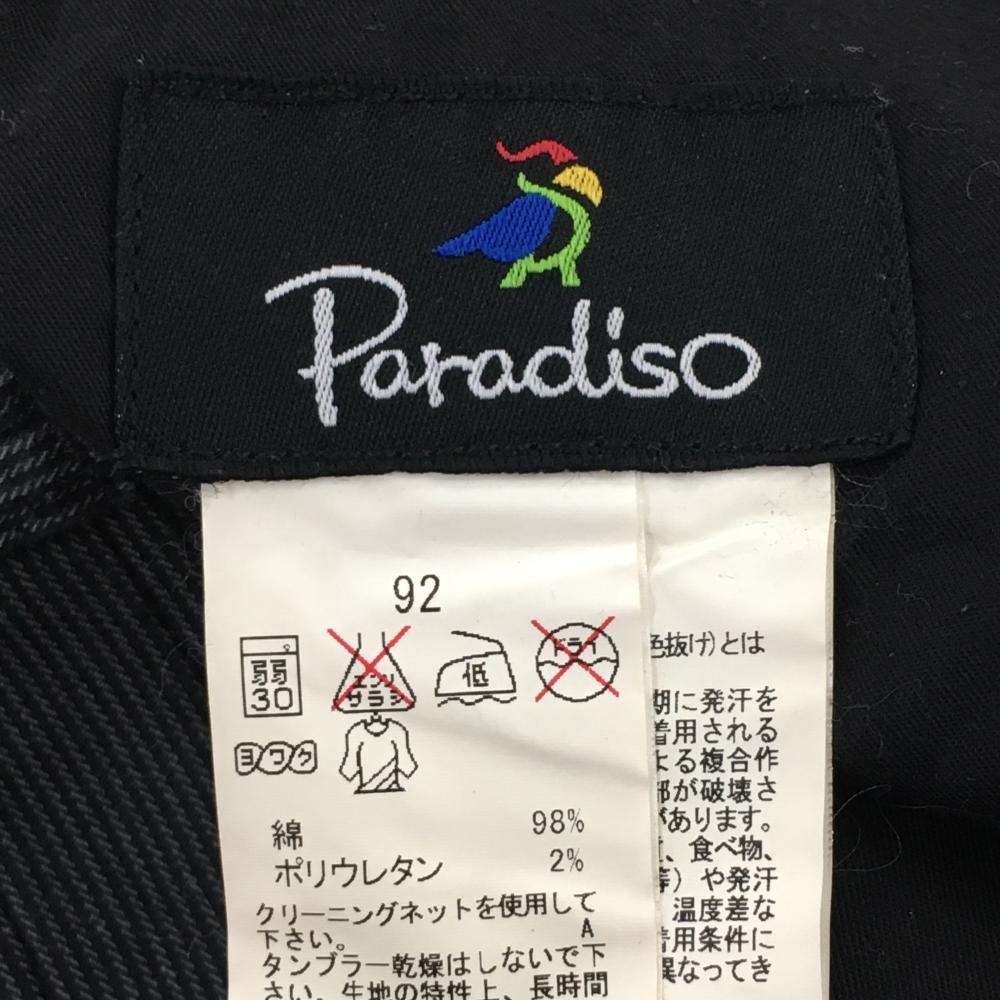 Paradiso
92
弱
30
エンソ
サラシ
低
ドライ
ヨワク
綿 98%
ポリウレタン 2%
クリーニングネットを使用して
下さい。 A
タンブラー乾燥はしないで下
さい。生地の特性上、長時間
色抜け)とは
期に発汗を
着用される
よる複合作
部が破壊さ
があります。
、食べ物、
等)や発汗
温度差な
着用条件に
異なってき